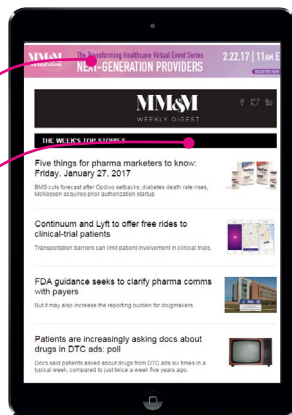 MM&M
virtual event
The Transforming Healthcare Virtual Event Series
NEXT-GENERATION PROVIDERS
2.22.17 | 11AM E
REGISTER NOW
MM&M
WEEKLY DIGEST
THE WEEK'S TOP STORIES
Five things for pharma marketers to know:
Friday, January 27, 2017
BMS cuts forecast after Opdivo setbacks; diabetes death rate rises,
McKesson acquires prior authorization startup
Continuum and Lyft to offer free rides to
clinical-trial patients
Transportation barriers can limit patient involvement in clinical trials.
FDA guidance seeks to clarify pharma comms
with payers
But it may also increase the reporting burden for drugmakers.
Patients are increasingly asking docs about
drugs in DTC ads: poll
Docs said patients asked about drugs from DTC ads six times in a
typical week, compared to just twice a week five years ago.